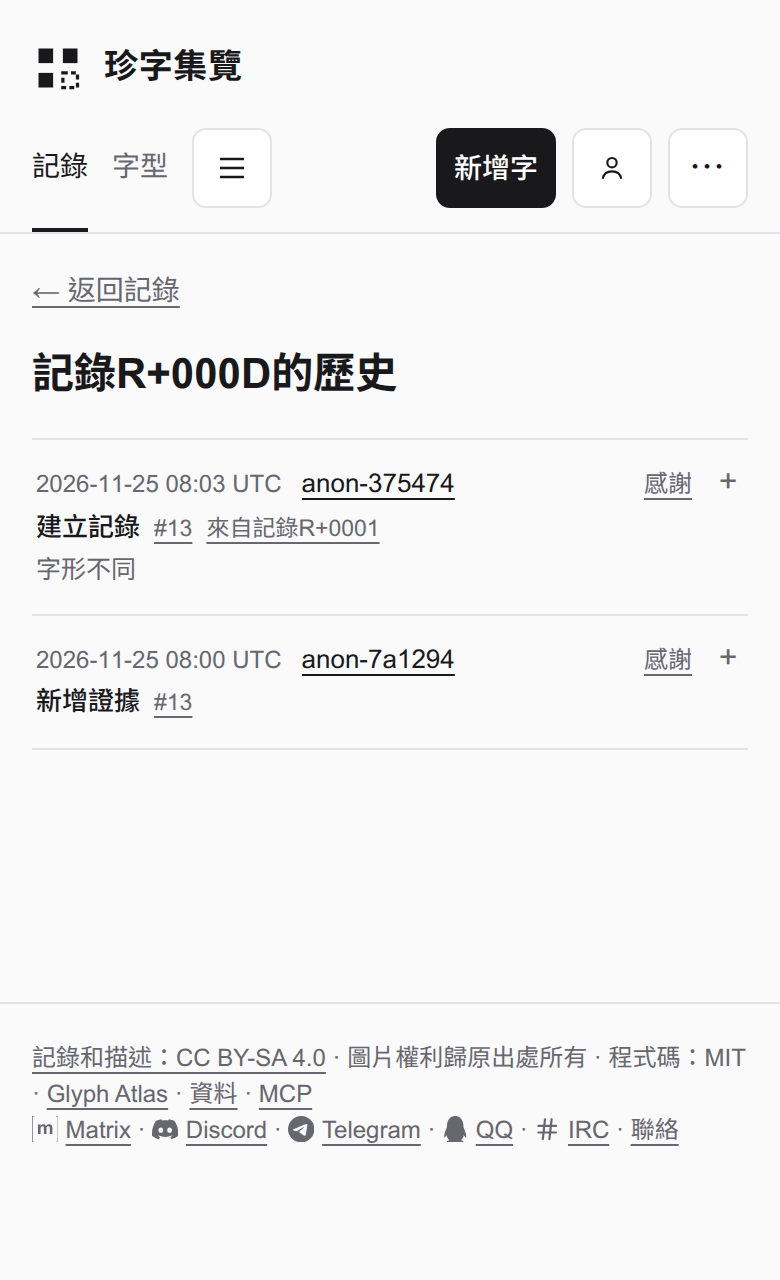 珍字集覽
記錄 字型 新增字 ···
← 返回記錄
記錄R+000D的歷史
2026-11-25 08:03 UTC anon-375474 感謝 +
建立記錄 #13 來自記錄R+0001
字形不同
2026-11-25 08:00 UTC anon-7a1294 感謝 +
新增證據 #13
記錄和描述：CC BY-SA 4.0 · 圖片權利歸原出處所有 · 程式碼：MIT
· Glyph Atlas · 資料 · MCP
[m] Matrix · Discord · Telegram · QQ · # IRC · 聯絡